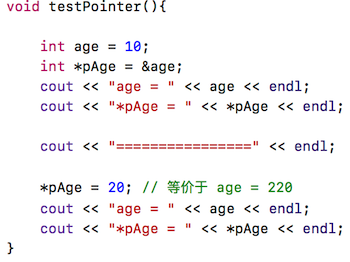 void testPointer(){
int age = 10;
int *pAge = &age;
cout << "age = " << age << endl;
cout << "*pAge = " << *pAge << endl;
cout << "================" << endl;
*pAge = 20; // 等价于 age = 220
cout << "age = " << age << endl;
cout << "*pAge = " << *pAge << endl;
}